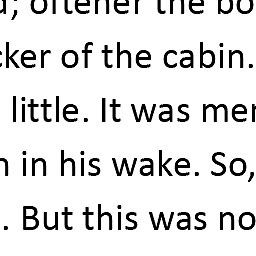 ; oftener the bo
cker of the cabin.
little. It was mer
n in his wake. So,
. But this was no